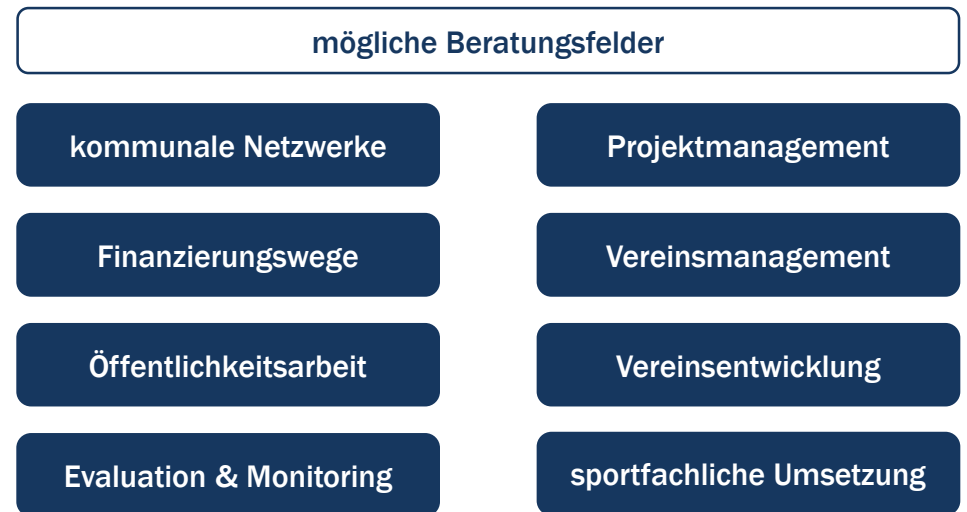 mögliche Beratungsfelder
kommunale Netzwerke
Projektmanagement
Finanzierungswege
Vereinsmanagement
Öffentlichkeitsarbeit
Vereinsentwicklung
Evaluation & Monitoring
sportfachliche Umsetzung